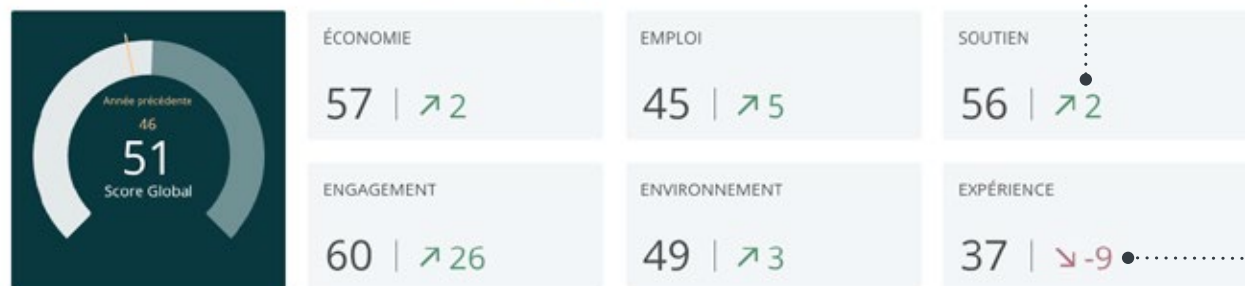 Année précédente
46
51
Score Global
ÉCONOMIE
57 | ↗ 2
EMPLOI
45 | ↗ 5
SOUTIEN
56 | ↗ 2
ENGAGEMENT
60 | ↗ 26
ENVIRONNEMENT
49 | ↗ 3
EXPÉRIENCE
37 | ↘ -9